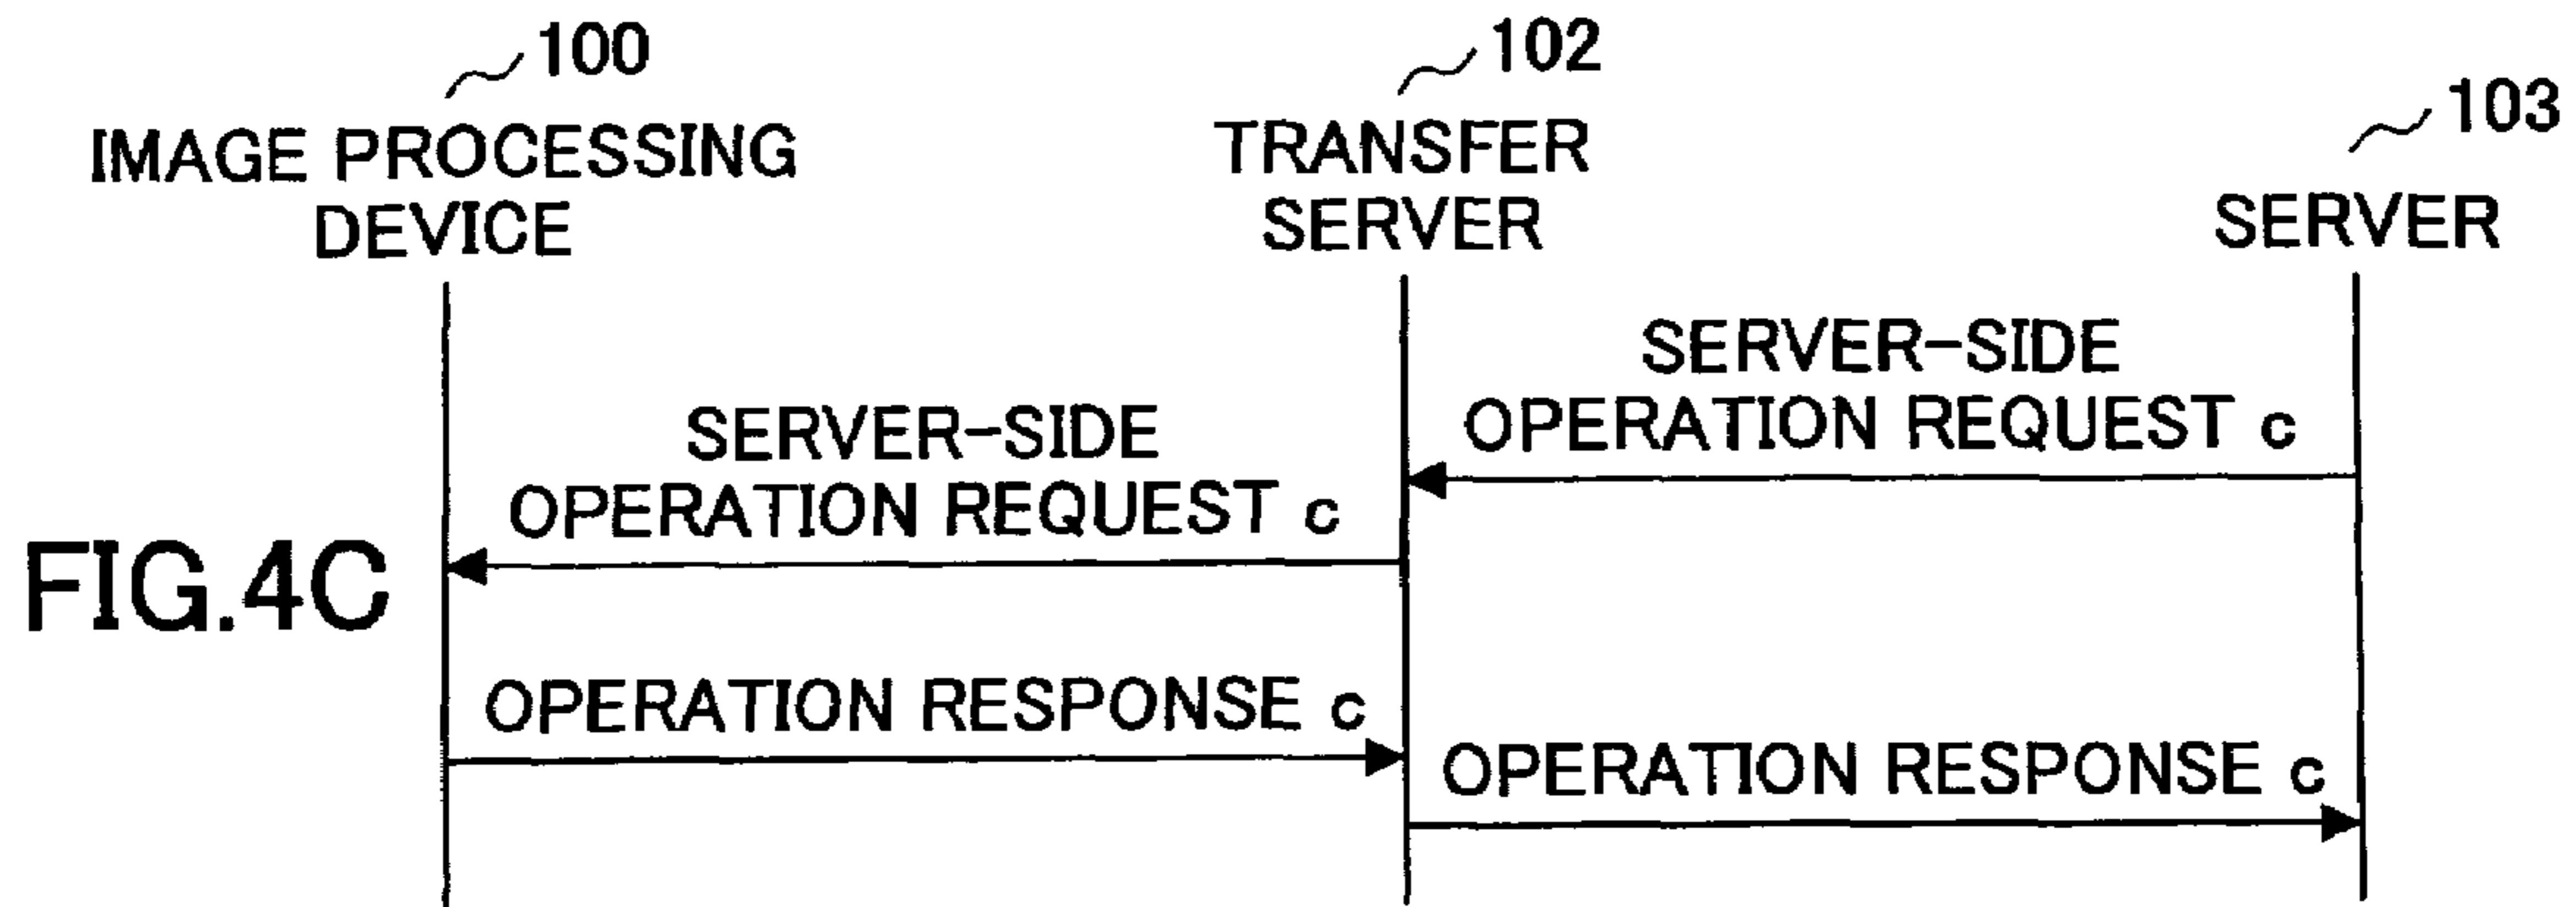 100
IMAGE PROCESSING
DEVICE
102
TRANSFER
SERVER
103
SERVER
SERVER-SIDE
OPERATION REQUEST c
SERVER-SIDE
OPERATION REQUEST c
FIG.4C
OPERATION RESPONSE c
OPERATION RESPONSE c